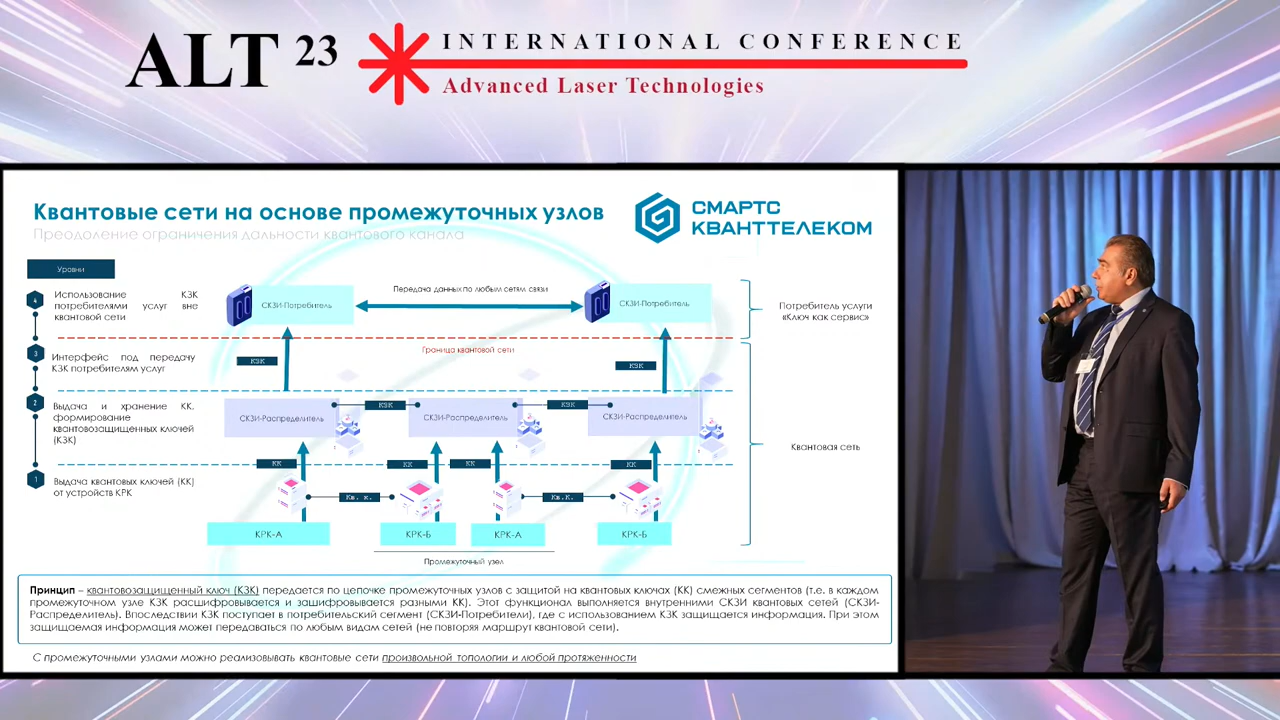 ALT 23
INTERNATIONAL CONFERENCE
Advanced Laser Technologies
Квантовые сети на основе промежуточных узлов
Преодоление ограничения дальности квантового канала
СМАРТС
КВАНТТЕЛЕКОМ
Уровни
4
Использование КЗК
потребителями услуг вне
квантовой сети
СКЗИ-Потребитель
Передача данных по любым сетям связи
СКЗИ-Потребитель
Потребитель услуги
«Ключ как сервис»
3
Интерфейс под передачу
КЗК потребителям услуг
КЗК
Граница квантовой сети
КЗК
2
Выдача и хранение КК,
формирование
квантовозащищенных ключей
(КЗК)
СКЗИ-Распределитель
КЗК
СКЗИ-Распределитель
КЗК
СКЗИ-Распределитель
Квантовая сеть
1
Выдача квантовых ключей (КК)
от устройств КРК
КК
КК
КК
КК
Кв. к.
Кв.К.
КРК-А
КРК-Б
КРК-А
КРК-Б
Промежуточный узел
Принцип – квантовозащищенный ключ (КЗК) передается по цепочке промежуточных узлов с защитой на квантовых ключах (КК) смежных сегментов (т.е. в каждом
промежуточном узле КЗК расшифровывается и зашифровывается разными КК). Этот функционал выполняется внутренними СКЗИ квантовых сетей (СКЗИ-
Распределитель). Впоследствии КЗК поступает в потребительский сегмент (СКЗИ-Потребители), где с использованием КЗК защищается информация. При этом
защищаемая информация может передаваться по любым видам сетей (не повторяя маршрут квантовой сети).
С промежуточными узлами можно реализовывать квантовые сети произвольной топологии и любой протяженности